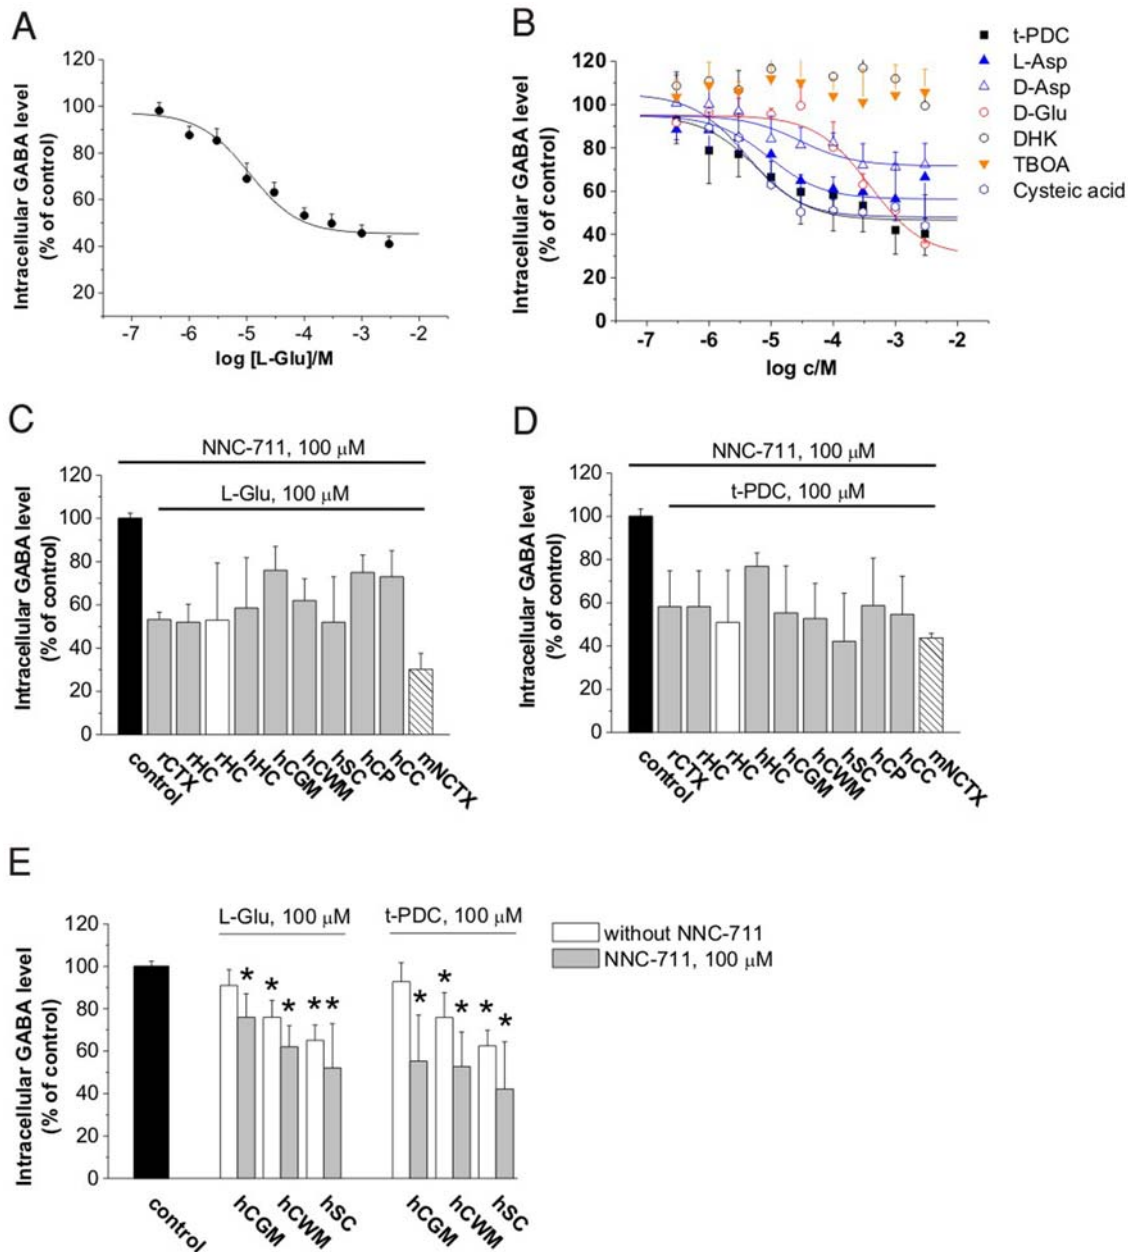 A
Intracellular GABA level
(% of control)
120
100
80
60
40
20
-7 -6 -5 -4 -3 -2
log [L-Glu]/M
B
Intracellular GABA level
(% of control)
120
100
80
60
40
20
0
-7 -6 -5 -4 -3 -2
log c/M
t-PDC
L-Asp
D-Asp
D-Glu
DHK
TBOA
Cysteic acid
C
NNC-711, 100 µM
L-Glu, 100 µM
Intracellular GABA level
(% of control)
120
100
80
60
40
20
0
control rCTX rHC rHC hHC hCGM hCWM hSC hCP hCC mNCTX
D
NNC-711, 100 µM
t-PDC, 100 µM
Intracellular GABA level
(% of control)
120
100
80
60
40
20
0
control rCTX rHC rHC hHC hCGM hCWM hSC hCP hCC mNCTX
E
L-Glu, 100 µM t-PDC, 100 µM
without NNC-711
NNC-711, 100 µM
Intracellular GABA level
(% of control)
120
100
80
60
40
20
0
* * * * * * * * * *
control hCGM hCWM hSC hCGM hCWM hSC